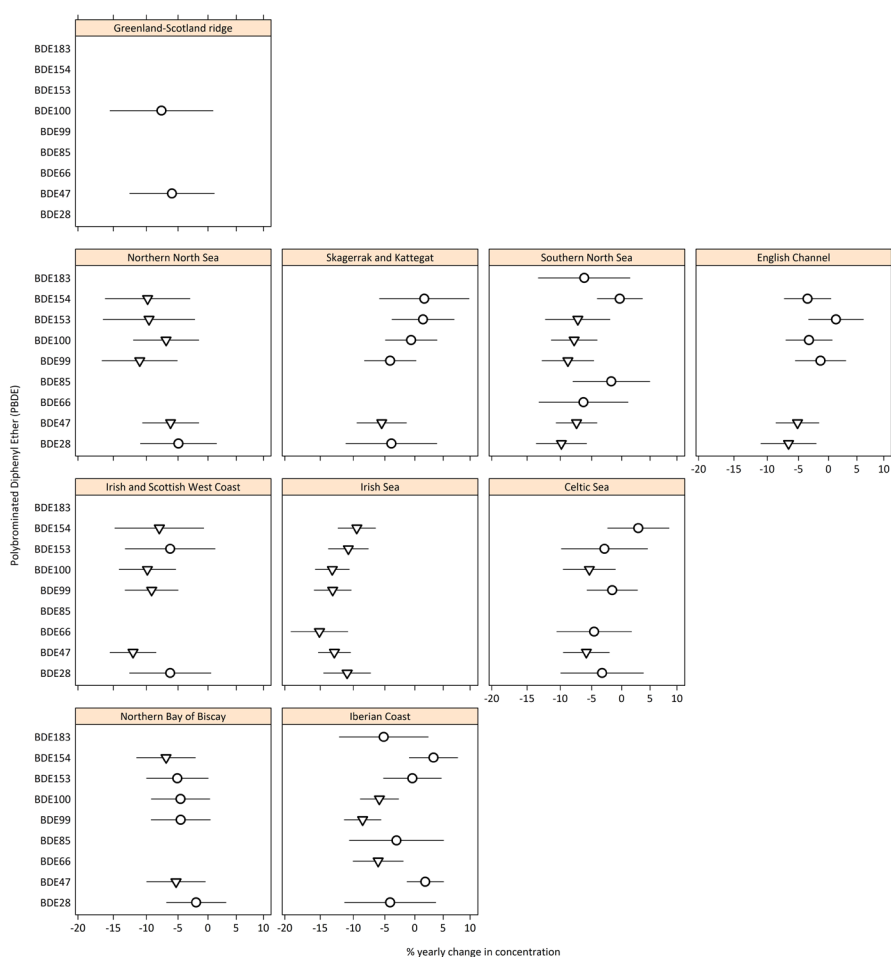 Greenland-Scotland ridge
BDE183
BDE154
BDE153
BDE100
BDE99
BDE85
BDE66
BDE47
BDE28
Northern North Sea
Skagerrak and Kattegat
Southern North Sea
English Channel
BDE183
BDE154
BDE153
BDE100
BDE99
BDE85
BDE66
BDE47
BDE28
-20 -15 -10 -5 0 5 10
Polybrominated Diphenyl Ether (PBDE)
Irish and Scottish West Coast
Irish Sea
Celtic Sea
BDE183
BDE154
BDE153
BDE100
BDE99
BDE85
BDE66
BDE47
BDE28
-20 -15 -10 -5 0 5 10
Northern Bay of Biscay
Iberian Coast
BDE183
BDE154
BDE153
BDE100
BDE99
BDE85
BDE66
BDE47
BDE28
-20 -15 -10 -5 0 5 10
-20 -15 -10 -5 0 5 10
% yearly change in concentration